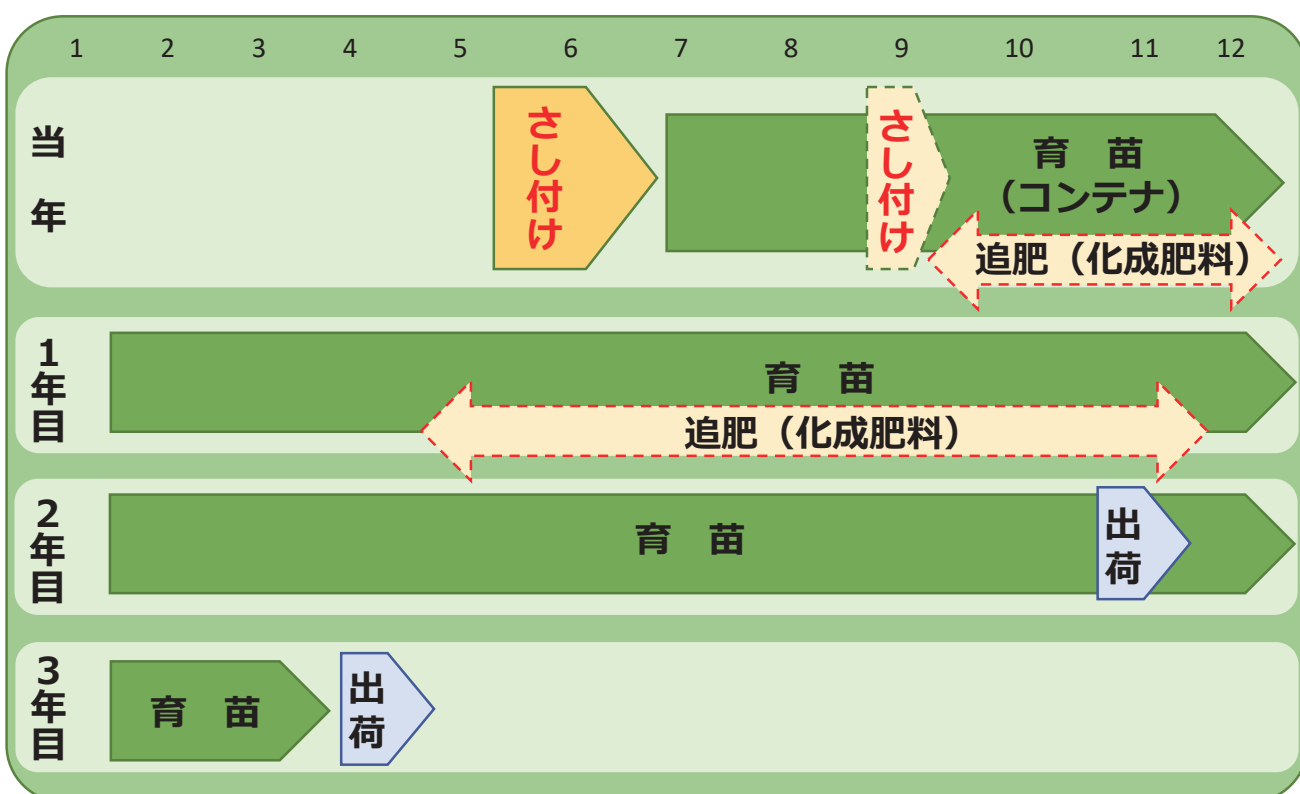 1 2 3 4 5 6 7 8 9 10 11 12
当年
さし付け
さし付け
育 苗
(コンテナ)
追肥(化成肥料)
1年目
育 苗
追肥(化成肥料)
2年目
育 苗
出荷
3年目
育 苗
出荷